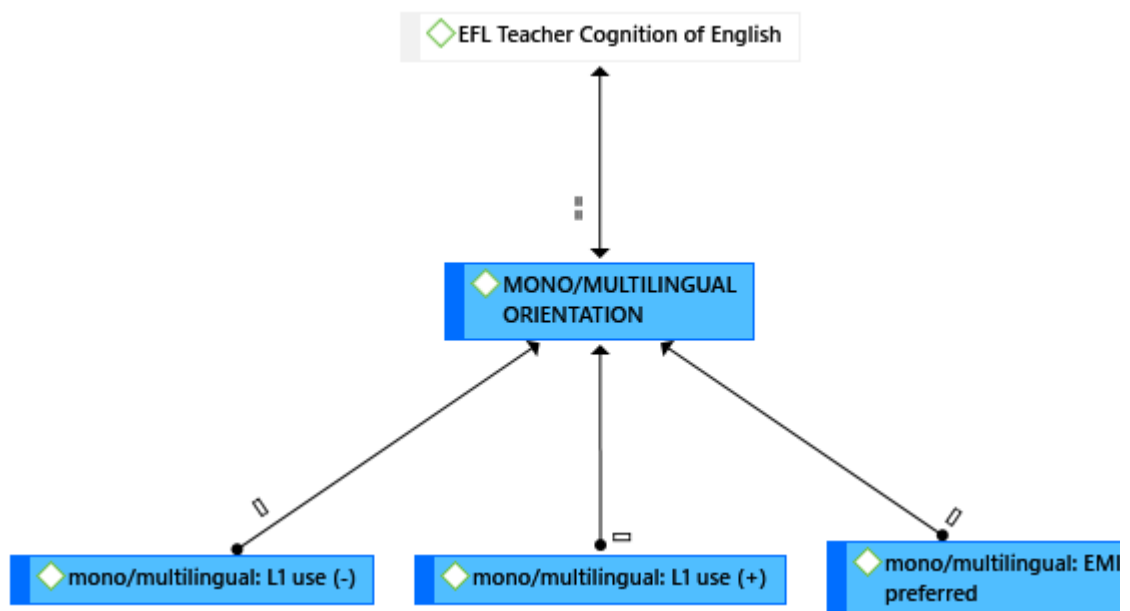 EFL Teacher Cognition of English
MONO/MULTILINGUAL
ORIENTATION
mono/multilingual: L1 use (-)
mono/multilingual: L1 use (+)
mono/multilingual: EMI
preferred